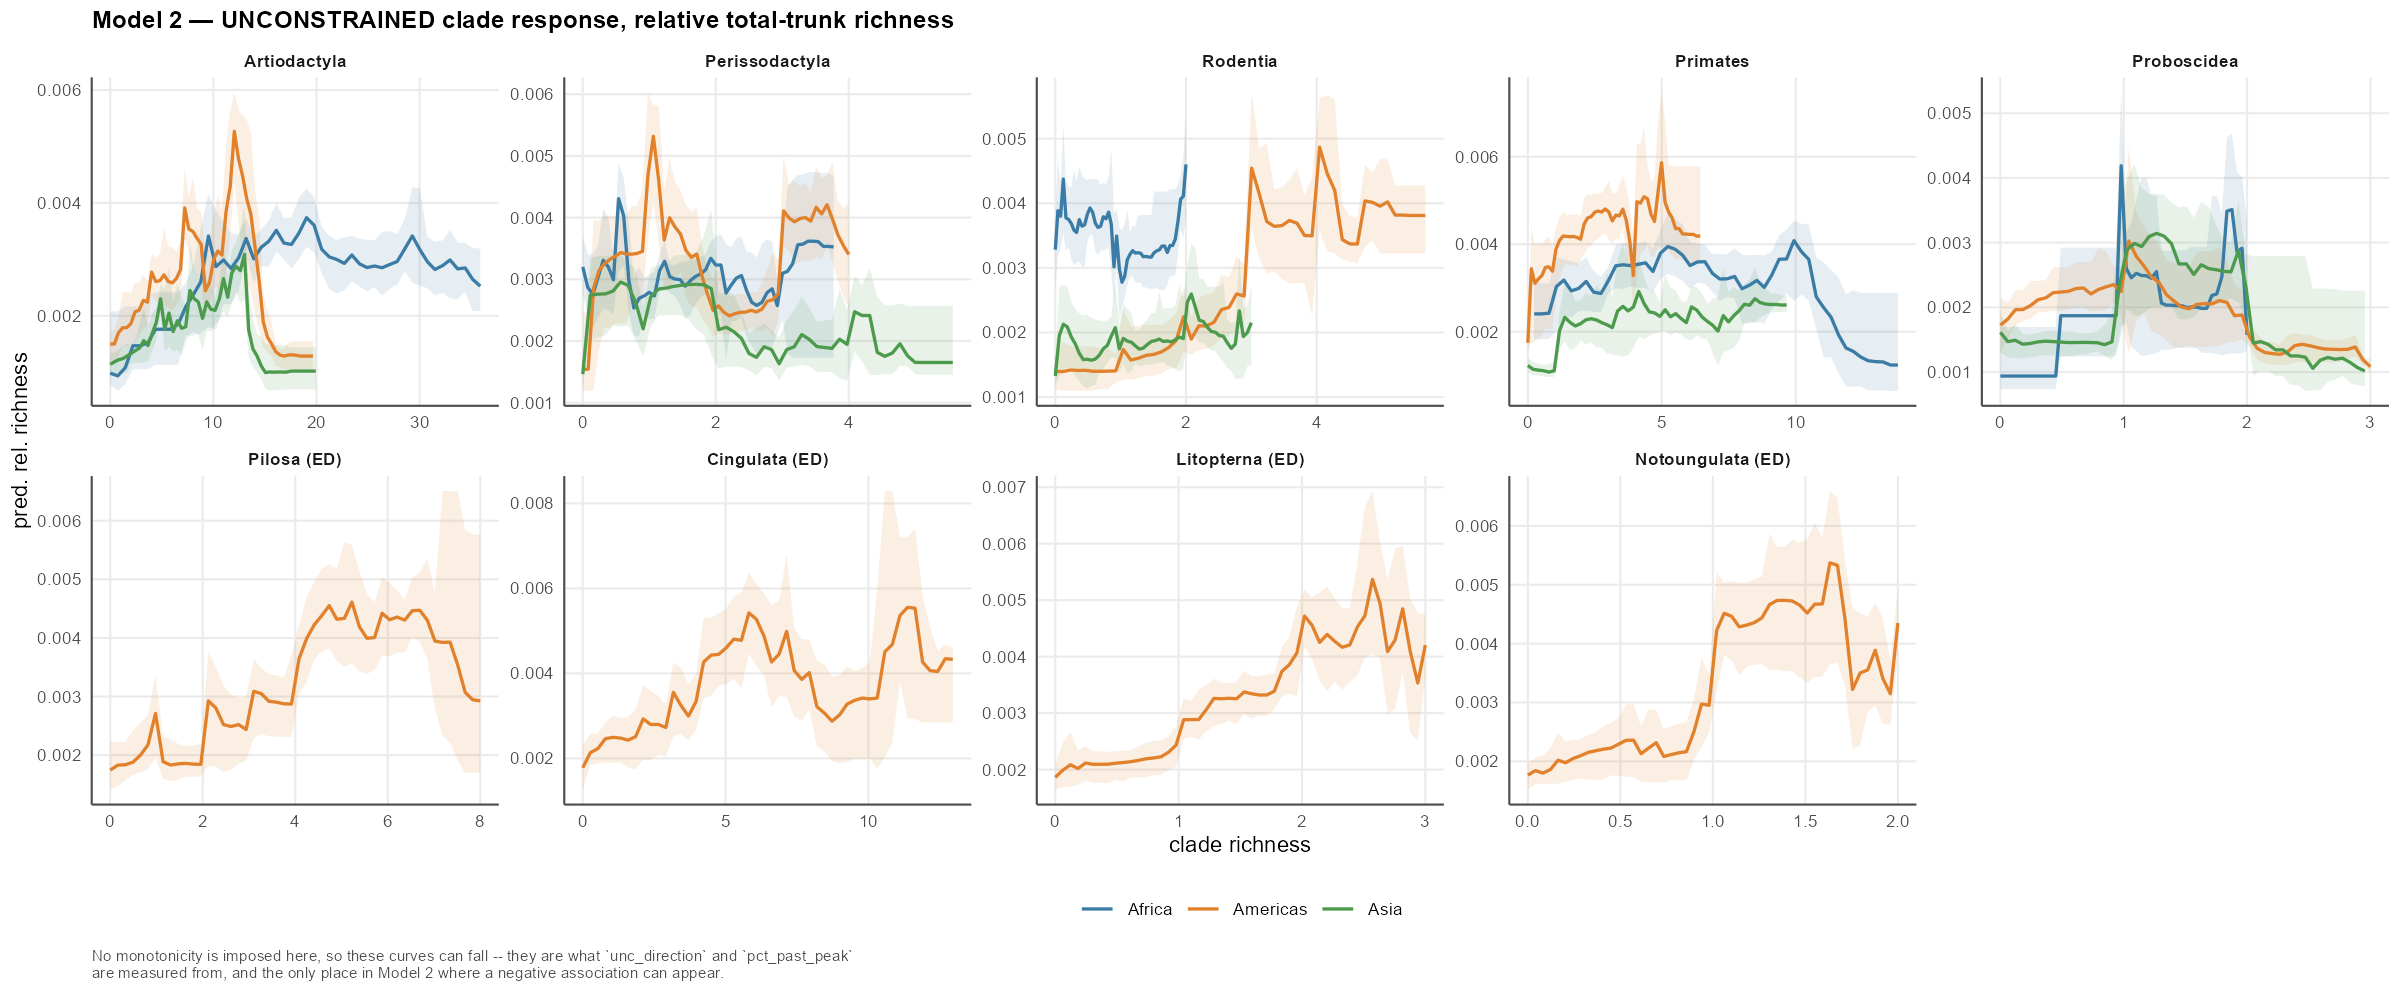 Model 2 — UNCONSTRAINED clade response, relative total-trunk richness
Artiodactyla
Perissodactyla
Rodentia
Primates
Proboscidea
0.006
0.004
0.002
0 10 20 30
0.006
0.005
0.004
0.003
0.002
0.001
0 2 4
0.005
0.004
0.003
0.002
0.001
0 2 4
0.006
0.004
0.002
0 5 10
0.005
0.004
0.003
0.002
0.001
0 1 2 3
pred. rel. richness
Pilosa (ED)
Cingulata (ED)
Litopterna (ED)
Notoungulata (ED)
0.006
0.005
0.004
0.003
0.002
0 2 4 6 8
0.008
0.006
0.004
0.002
0 5 10
0.007
0.006
0.005
0.004
0.003
0.002
0 1 2 3
0.006
0.005
0.004
0.003
0.002
0.0 0.5 1.0 1.5 2.0
clade richness
Africa Americas Asia
No monotonicity is imposed here, so these curves can fall -- they are what `unc_direction` and `pct_past_peak`
are measured from, and the only place in Model 2 where a negative association can appear.